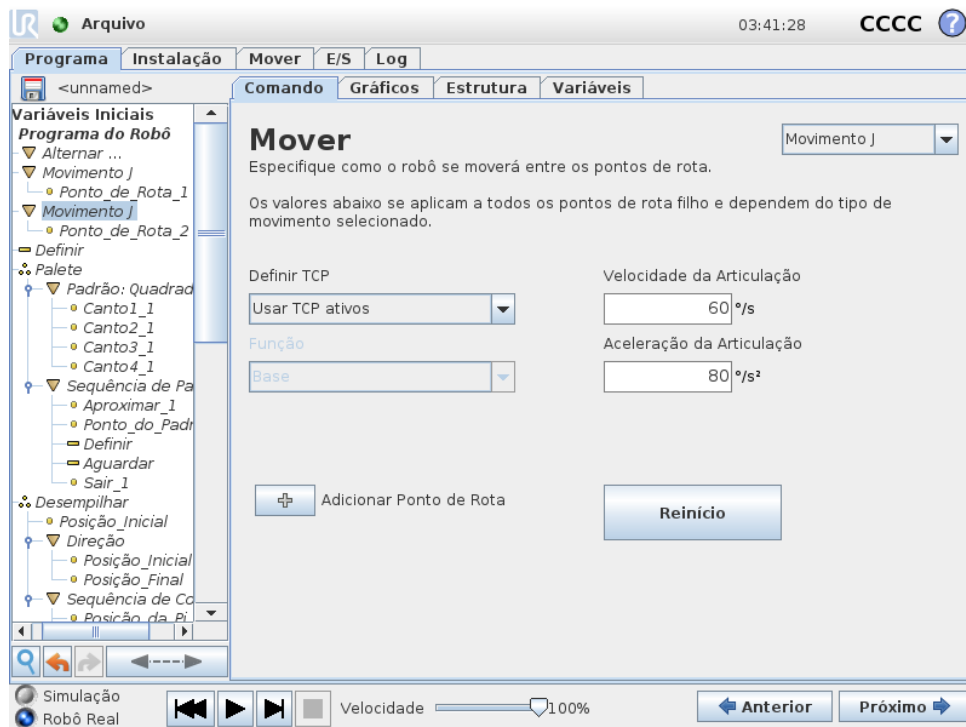 UR Arquivo 03:41:28 CCCC ?
Programa Instalação Mover E/S Log
<unnamed>
Comando Gráficos Estrutura Variáveis
Variáveis Iniciais
Programa do Robô
Alternar ...
Movimento J
Ponto_de_Rota_1
Movimento J
Ponto_de_Rota_2
Definir
Palete
Padrão: Quadrad
Canto1_1
Canto2_1
Canto3_1
Canto4_1
Sequência de Pa
Aproximar_1
Ponto_do_Padr
Definir
Aguardar
Sair_1
Desempilhar
Posição_Inicial
Direção
Posição_Inicial
Posição_Final
Sequência de Co
Posição_da_Pi
Mover
Movimento J
Especifique como o robô se moverá entre os pontos de rota.
Os valores abaixo se aplicam a todos os pontos de rota filho e dependem do tipo de
movimento selecionado.
Definir TCP
Usar TCP ativos
Função
Base
Velocidade da Articulação
60 °/s
Aceleração da Articulação
80 °/s²
Adicionar Ponto de Rota
Reinício
Simulação
Robô Real
Velocidade 100%
Anterior
Próximo